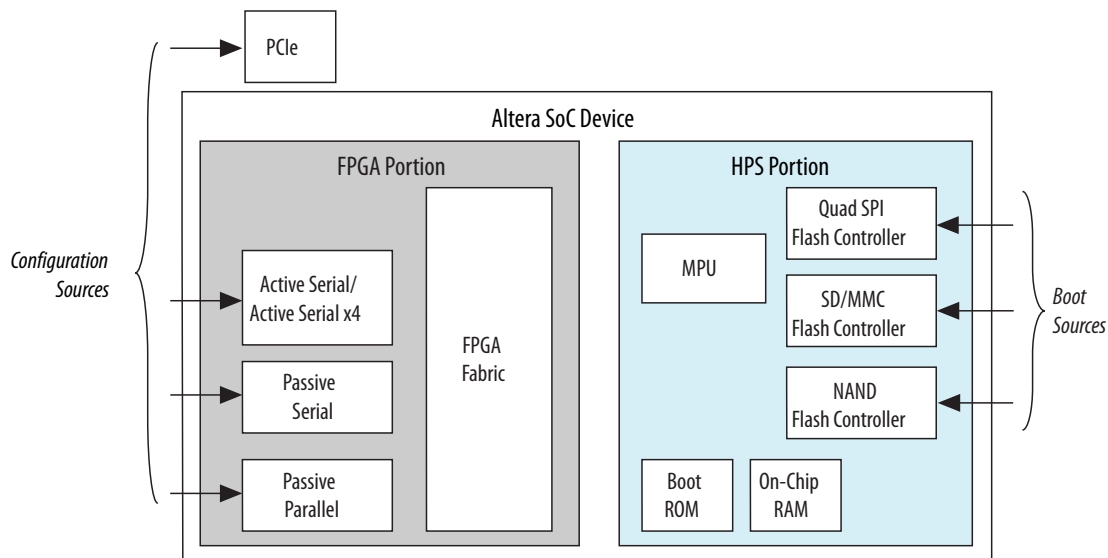 PCIe
Altera SoC Device
FPGA Portion
HPS Portion
Configuration
Sources
Active Serial/
Active Serial x4
Passive
Serial
Passive
Parallel
FPGA
Fabric
MPU
Quad SPI
Flash Controller
SD/MMC
Flash Controller
NAND
Flash Controller
Boot
ROM
On-Chip
RAM
Boot
Sources